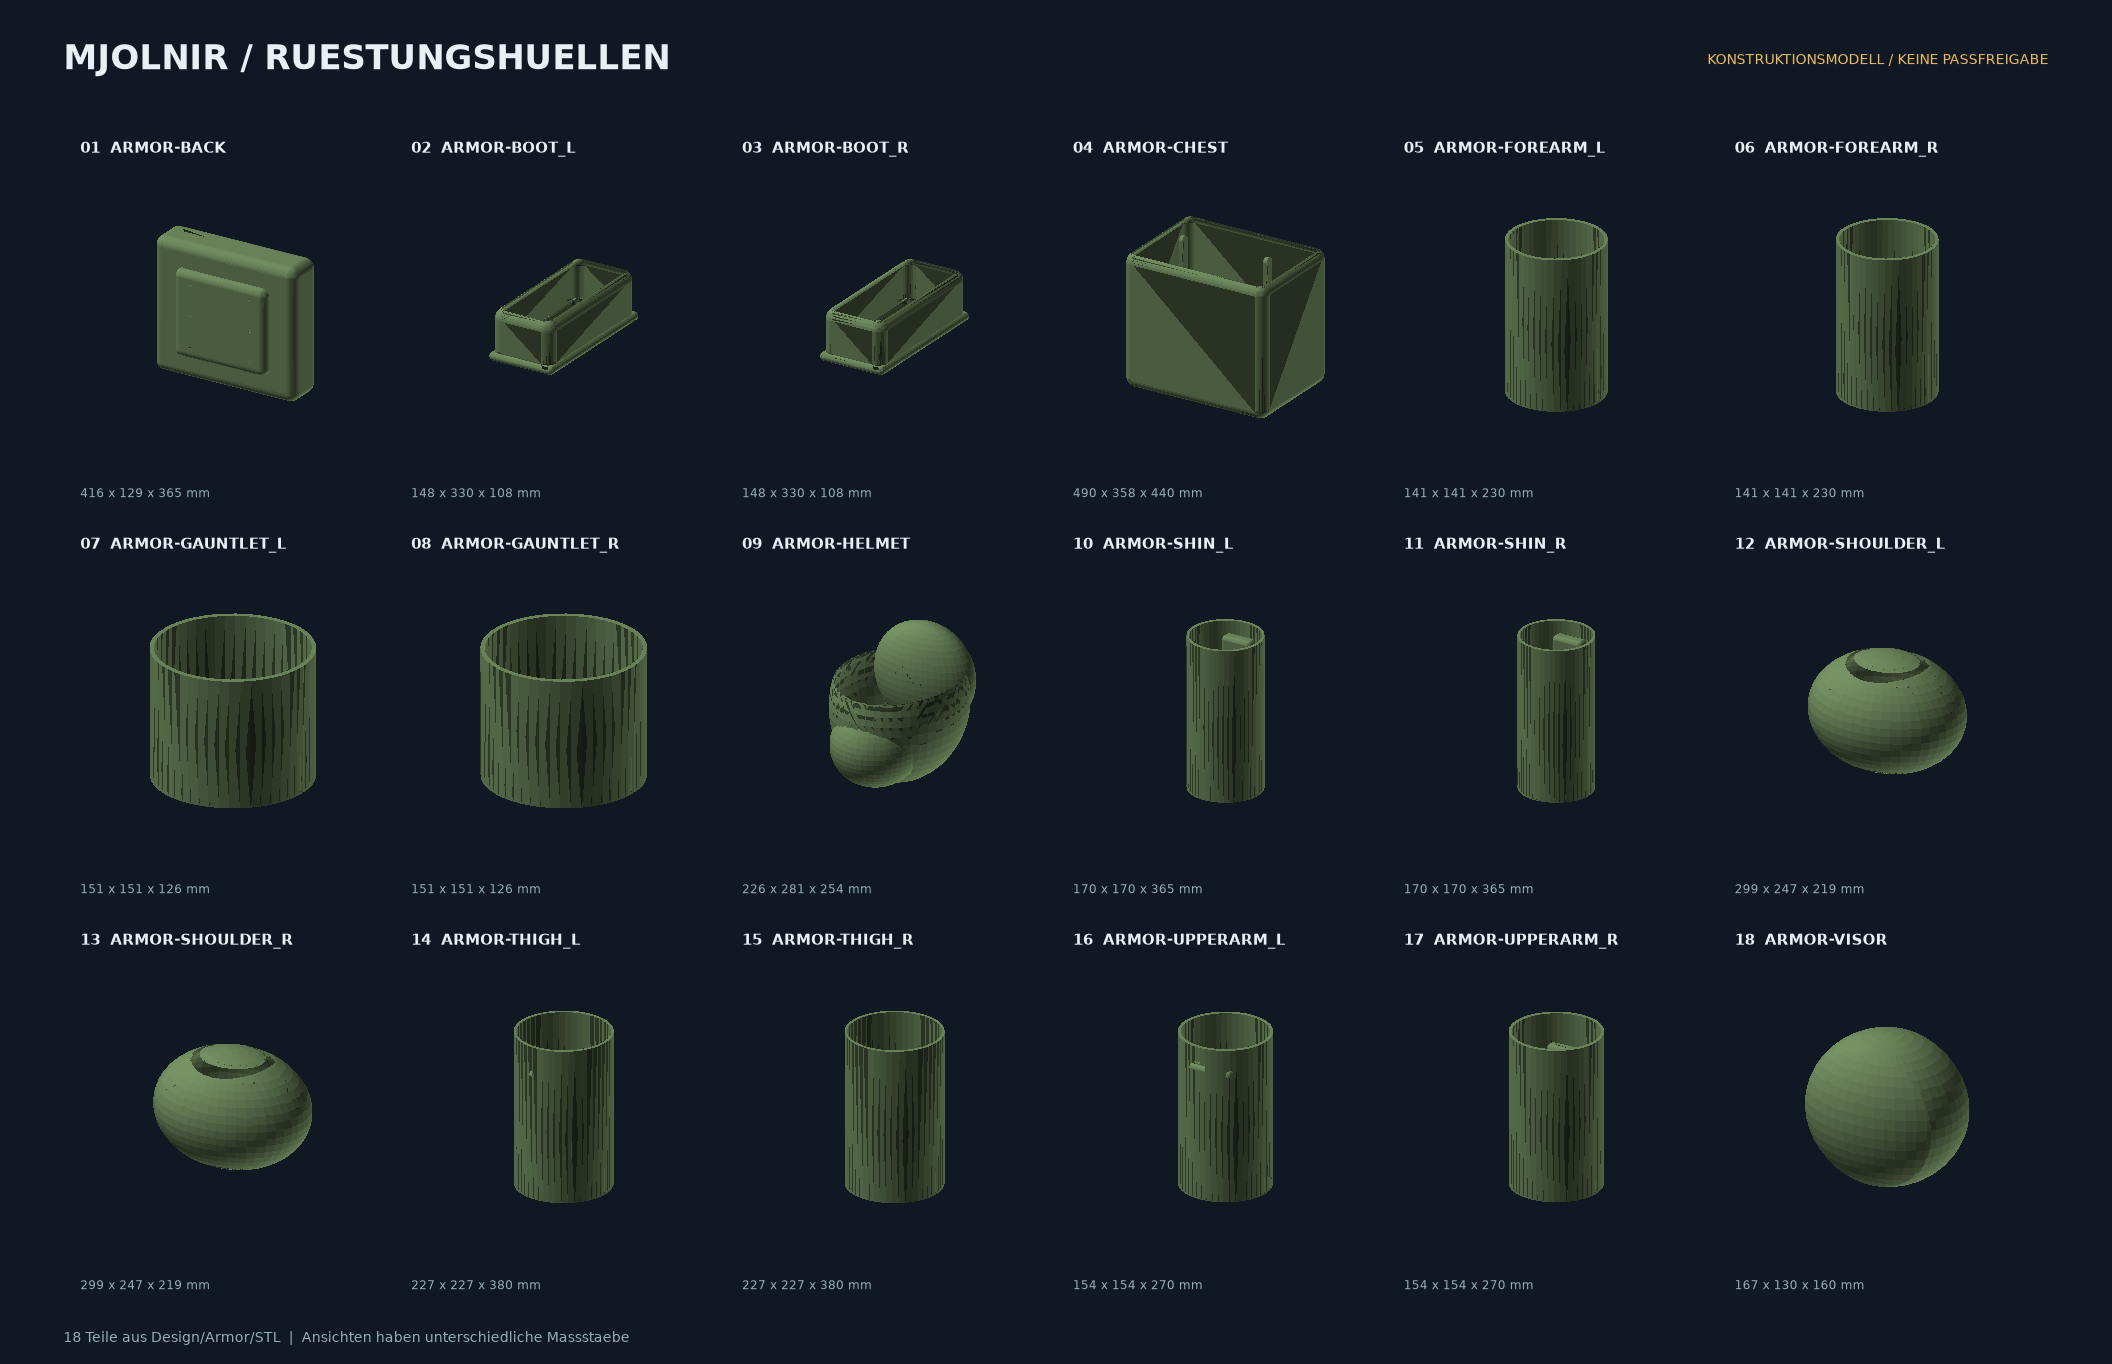 MJOLNIR / RUESTUNGSHUELLEN
KONSTRUKTIONSMODELL / KEINE PASSFREIGABE
01 ARMOR-BACK
02 ARMOR-BOOT_L
03 ARMOR-BOOT_R
04 ARMOR-CHEST
05 ARMOR-FOREARM_L
06 ARMOR-FOREARM_R
416 x 129 x 365 mm
148 x 330 x 108 mm
148 x 330 x 108 mm
490 x 358 x 440 mm
141 x 141 x 230 mm
141 x 141 x 230 mm
07 ARMOR-GAUNTLET_L
08 ARMOR-GAUNTLET_R
09 ARMOR-HELMET
10 ARMOR-SHIN_L
11 ARMOR-SHIN_R
12 ARMOR-SHOULDER_L
151 x 151 x 126 mm
151 x 151 x 126 mm
226 x 281 x 254 mm
170 x 170 x 365 mm
170 x 170 x 365 mm
299 x 247 x 219 mm
13 ARMOR-SHOULDER_R
14 ARMOR-THIGH_L
15 ARMOR-THIGH_R
16 ARMOR-UPPERARM_L
17 ARMOR-UPPERARM_R
18 ARMOR-VISOR
299 x 247 x 219 mm
227 x 227 x 380 mm
227 x 227 x 380 mm
154 x 154 x 270 mm
154 x 154 x 270 mm
167 x 130 x 160 mm
18 Teile aus Design/Armor/STL | Ansichten haben unterschiedliche Massstaebe